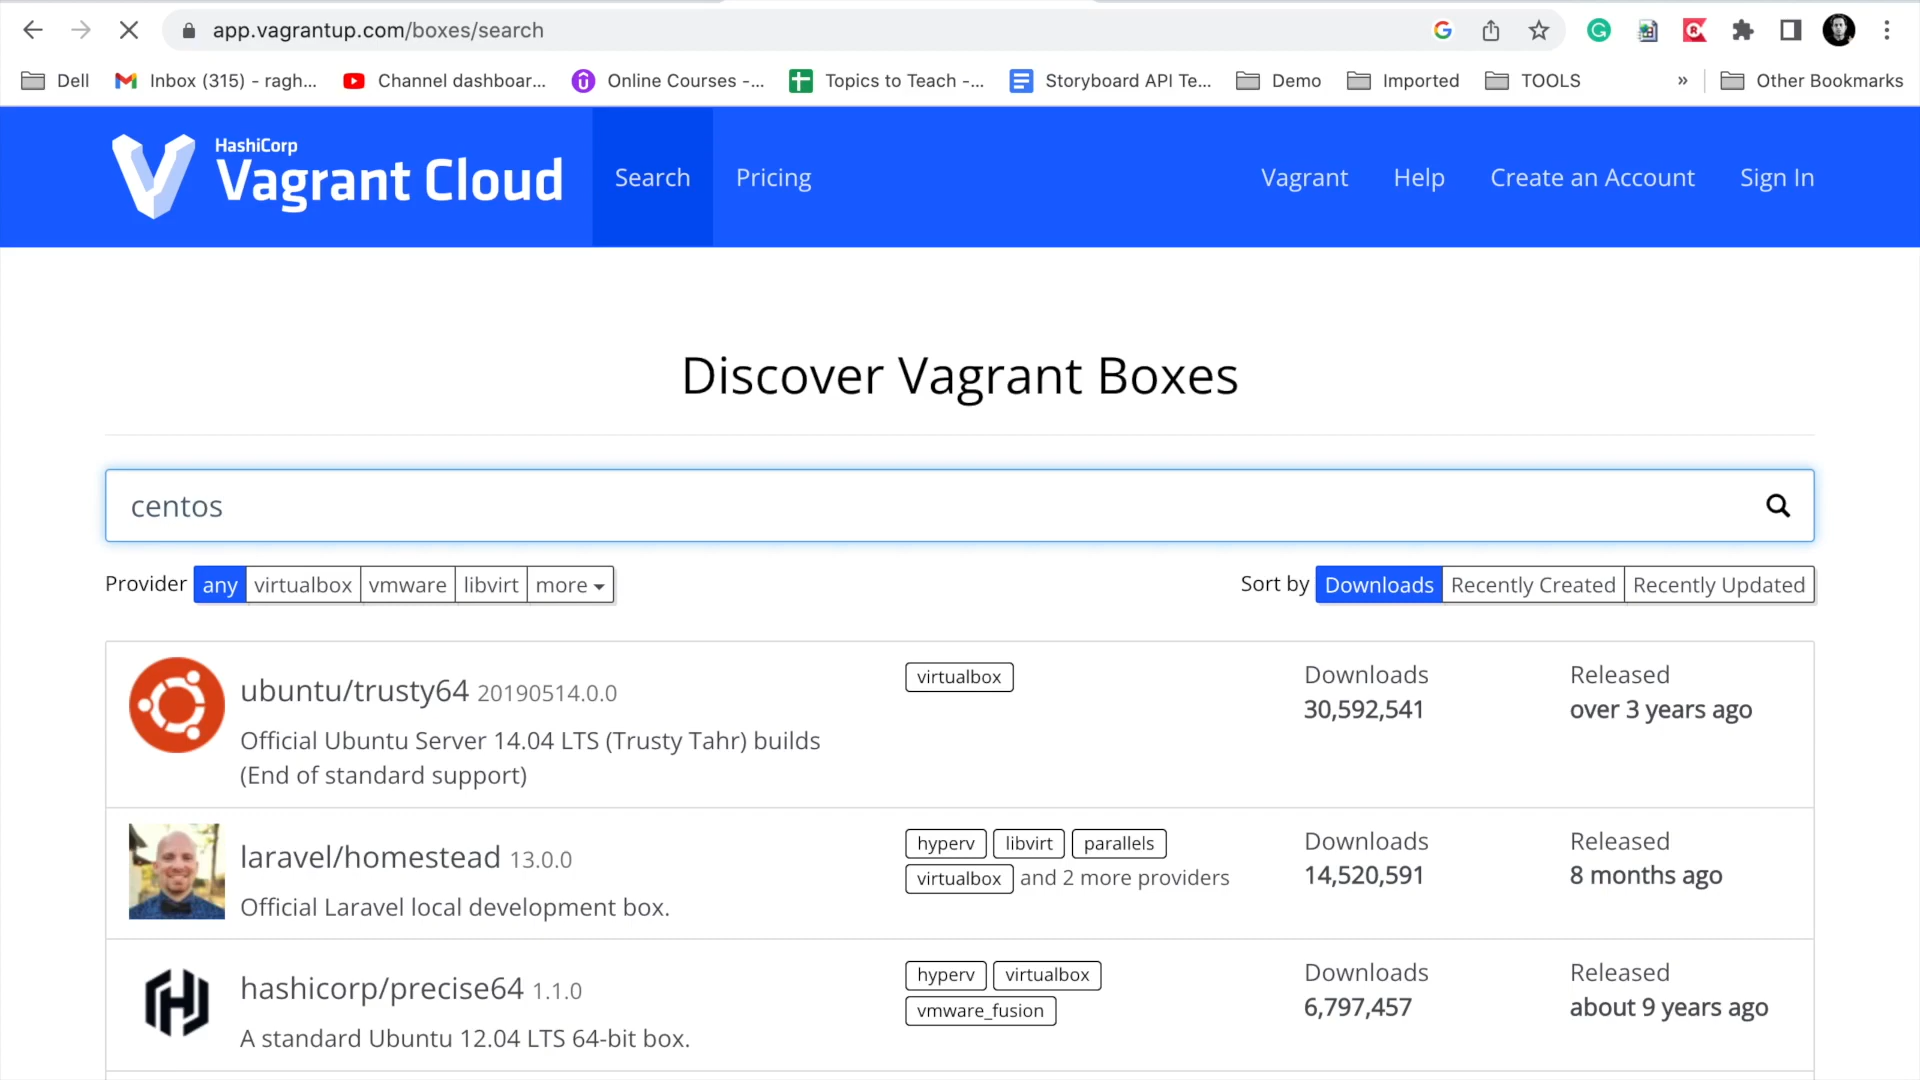 app.vagrantup.com/boxes/search
Dell
Inbox (315) - ragh...
Channel dashboar...
Online Courses -...
Topics to Teach -...
Storyboard API Te...
Demo
Imported
TOOLS
»
Other Bookmarks
HashiCorp
Vagrant Cloud
Search
Pricing
Vagrant
Help
Create an Account
Sign In
Discover Vagrant Boxes
centos
Provider any virtualbox vmware libvirt more
Sort by Downloads Recently Created Recently Updated
ubuntu/trusty64 20190514.0.0
Official Ubuntu Server 14.04 LTS (Trusty Tahr) builds
(End of standard support)
virtualbox
Downloads
30,592,541
Released
over 3 years ago
laravel/homestead 13.0.0
Official Laravel local development box.
hyperv libvirt parallels
virtualbox and 2 more providers
Downloads
14,520,591
Released
8 months ago
hashicorp/precise64 1.1.0
A standard Ubuntu 12.04 LTS 64-bit box.
hyperv virtualbox
vmware_fusion
Downloads
6,797,457
Released
about 9 years ago